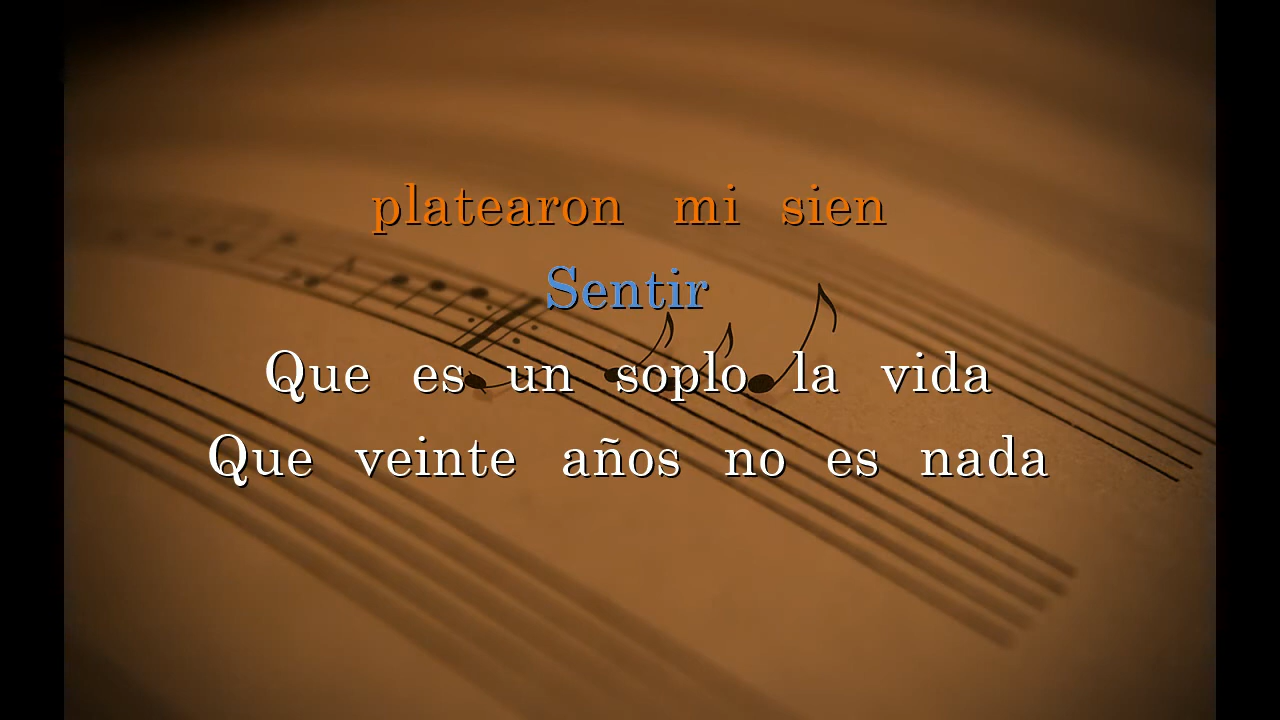 platearon mi sien
Sentir
Que es un soplo la vida
Que veinte años no es nada